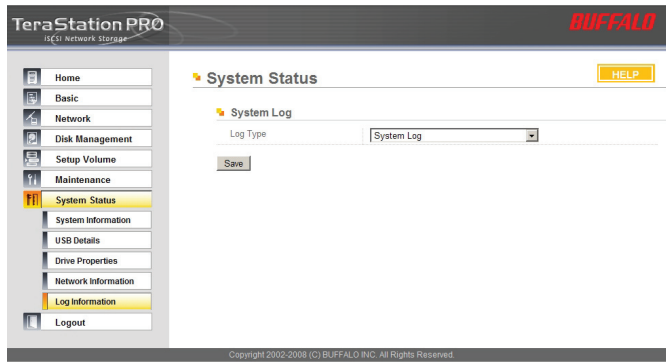 TeraStation PRO
iSCSI Network Storage
BUFFALO
Home
Basic
Network
Disk Management
Setup Volume
Maintenance
System Status
System Information
USB Details
Drive Properties
Network Information
Log Information
Logout
System Status
HELP
System Log
Log Type
System Log
Save
Copyright 2002-2008 (C) BUFFALO INC. All Rights Reserved.